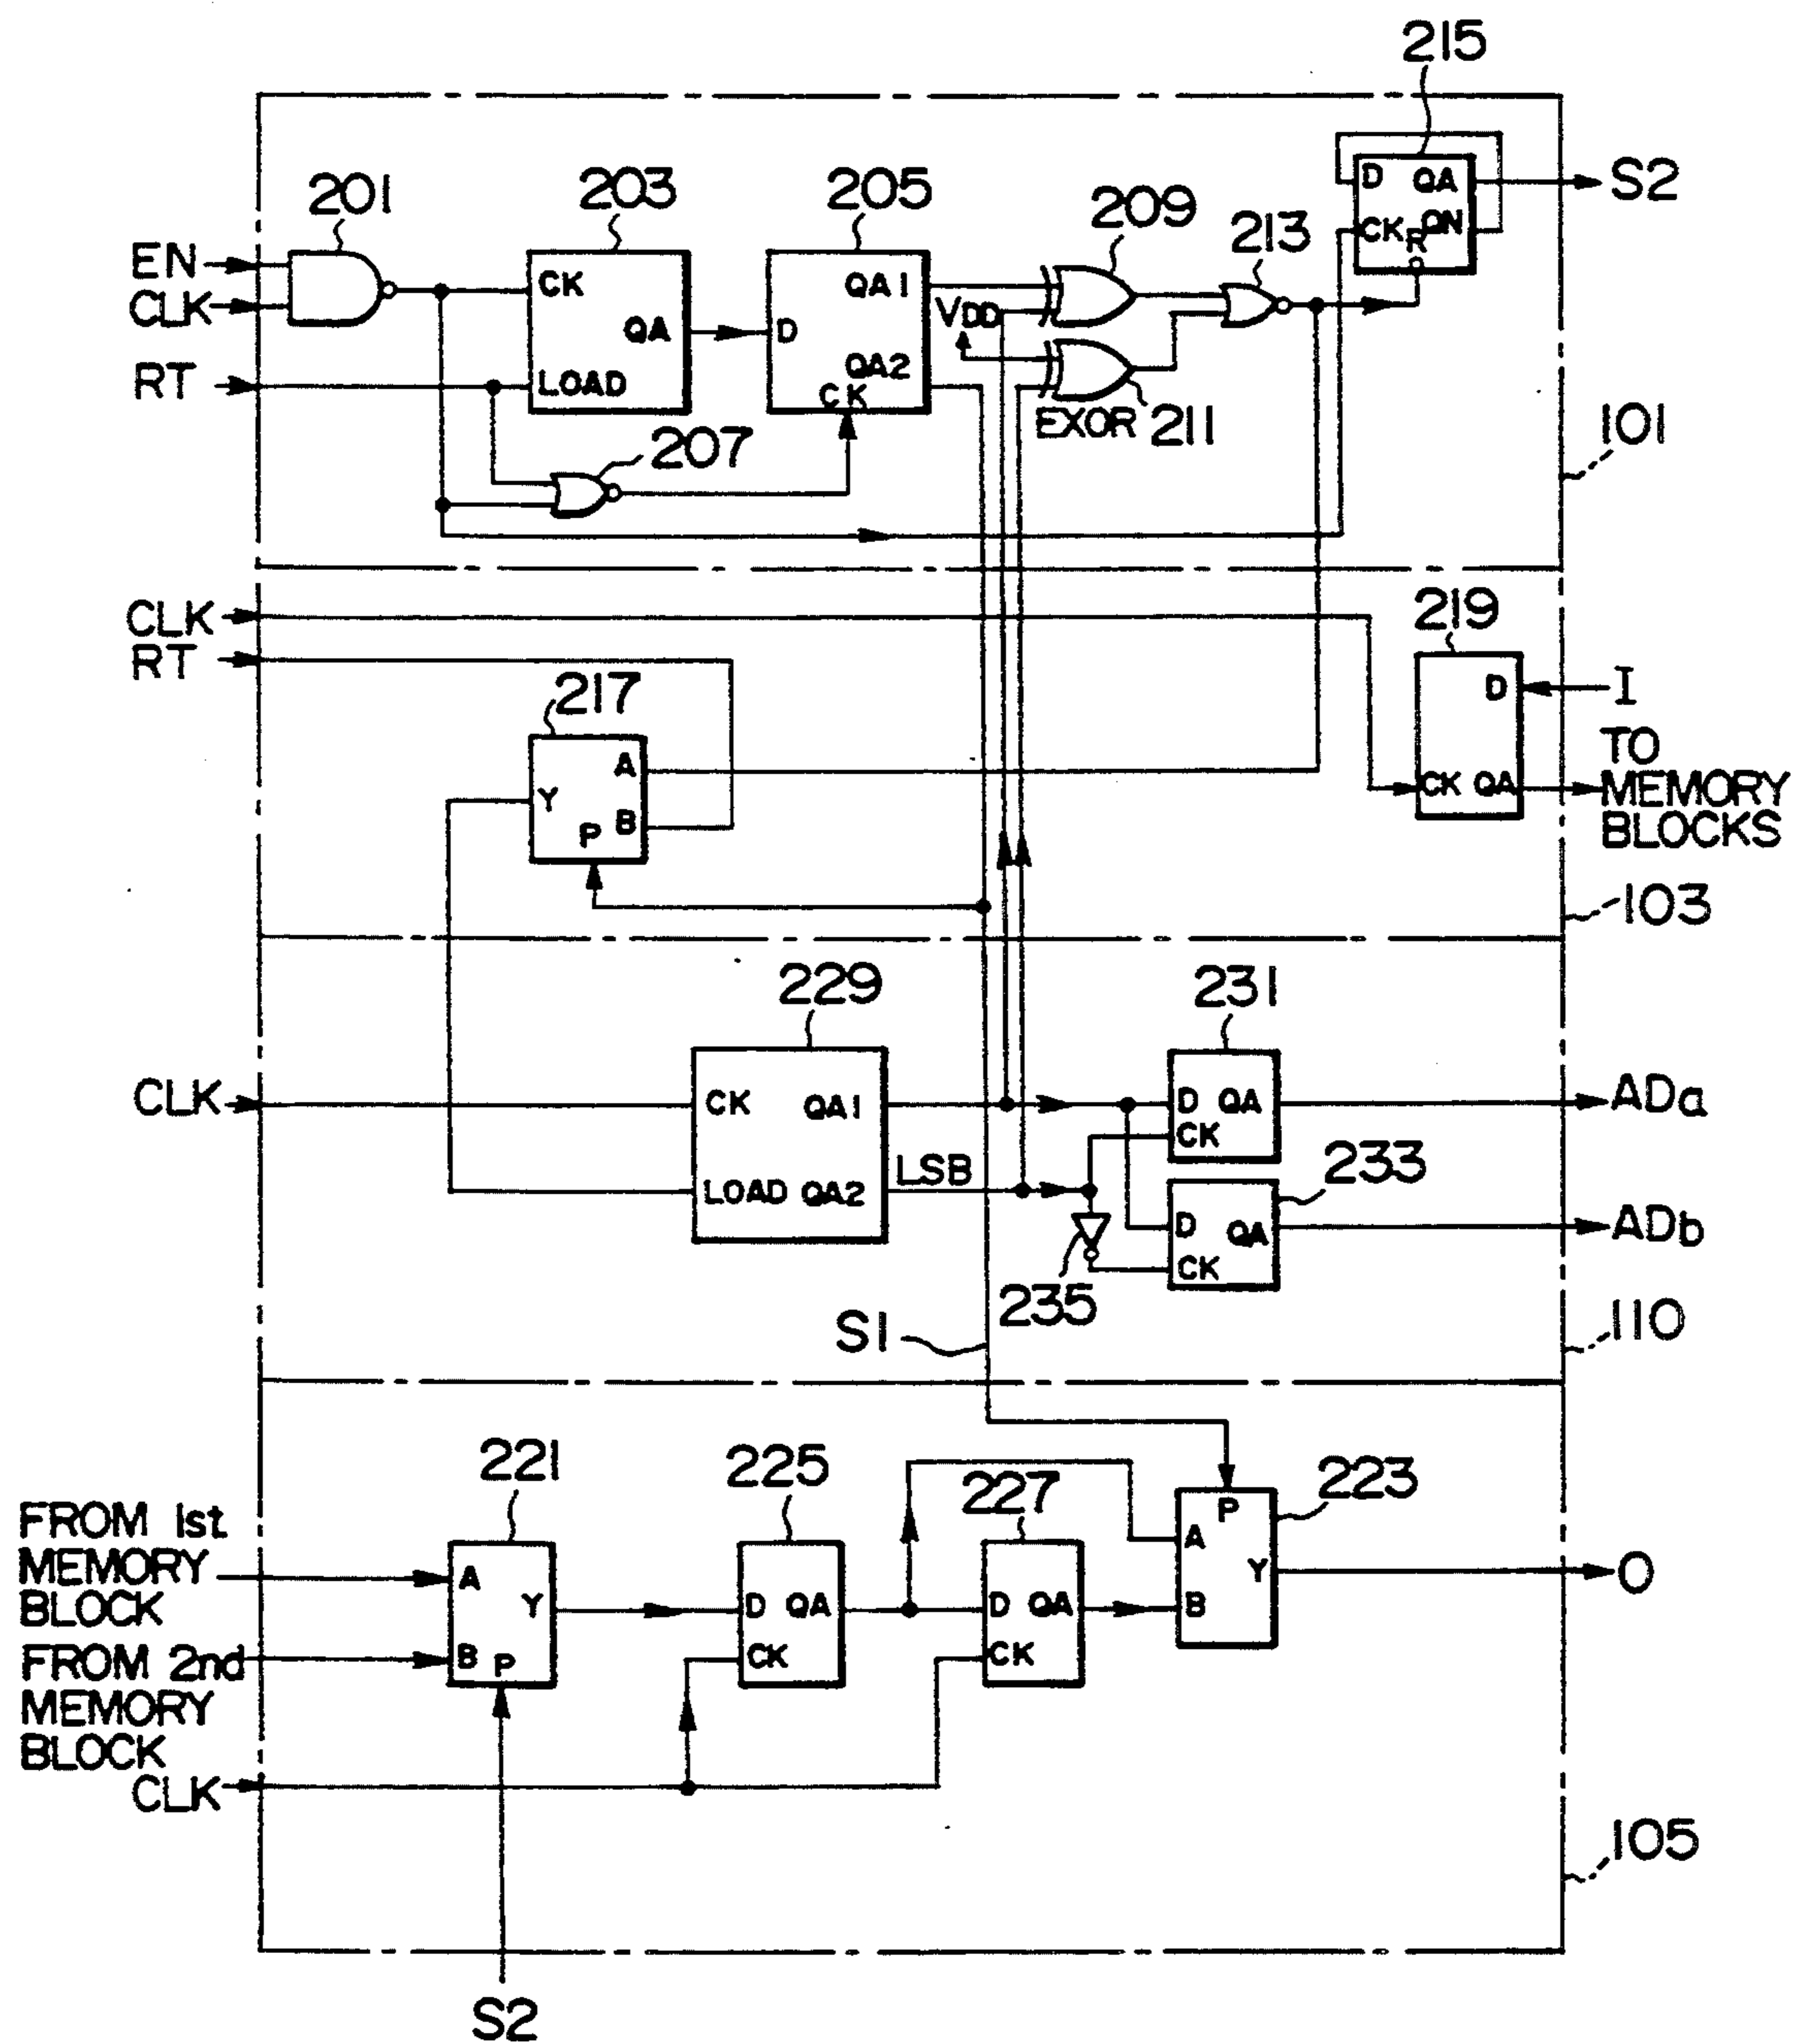 215
D QA
S2
CK R QN
201
203
205
209
213
EN
CLK
CK
QA
LOAD
RT
D
QA1
QA2
CK
VDD
EXOR 211
207
101
CLK
RT
217
A
Y
B
P
219
D
I
CK QA
TO
MEMORY
BLOCKS
103
229
231
CLK
CK QA1
LOAD QA2
LSB
D QA
CK
ADa
233
D QA
CK
ADb
235
S1
110
221
225
227
223
FROM 1st
MEMORY
BLOCK
FROM 2nd
MEMORY
BLOCK
CLK
A
Y
B P
D QA
CK
D QA
CK
P
A
Y
B
O
105
S2